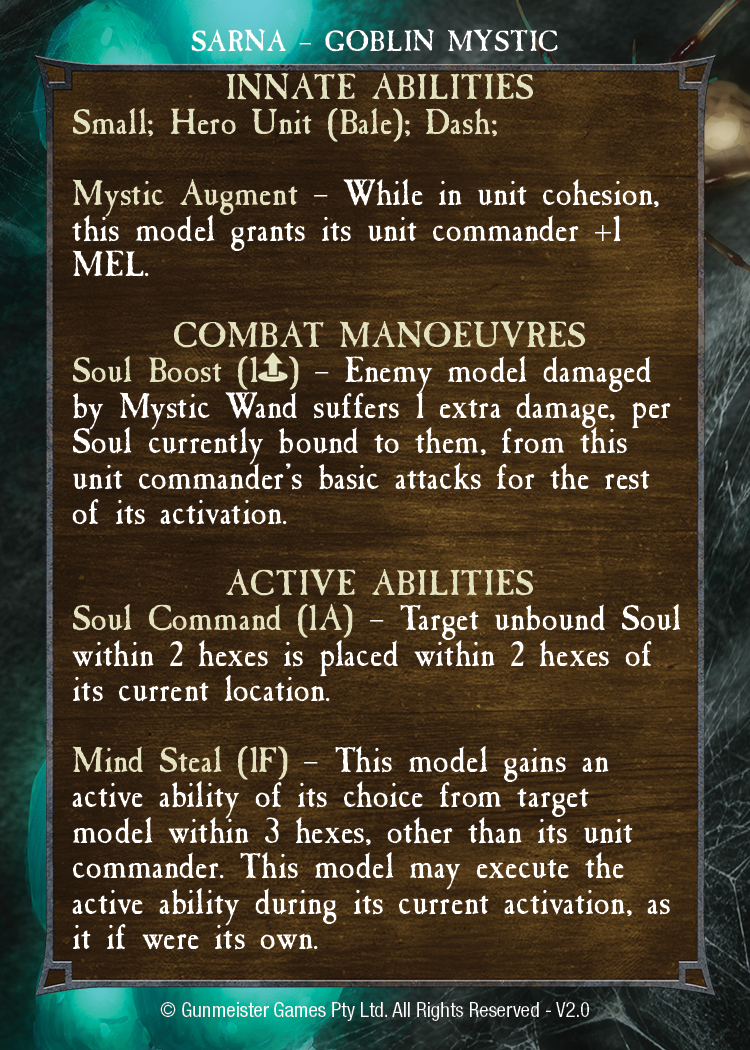 SARNA – GOBLIN MYSTIC
INNATE ABILITIES
Small; Hero Unit (Bale); Dash;
Mystic Augment – While in unit cohesion,
this model grants its unit commander +1
MEL.
COMBAT MANOEUVRES
Soul Boost (1) – Enemy model damaged
by Mystic Wand suffers 1 extra damage, per
Soul currently bound to them, from this
unit commander's basic attacks for the rest
of its activation.
ACTIVE ABILITIES
Soul Command (1A) – Target unbound Soul
within 2 hexes is placed within 2 hexes of
its current location.
Mind Steal (1F) – This model gains an
active ability of its choice from target
model within 3 hexes, other than its unit
commander. This model may execute the
active ability during its current activation, as
it if were its own.
© Gunmeister Games Pty Ltd. All Rights Reserved - V2.0